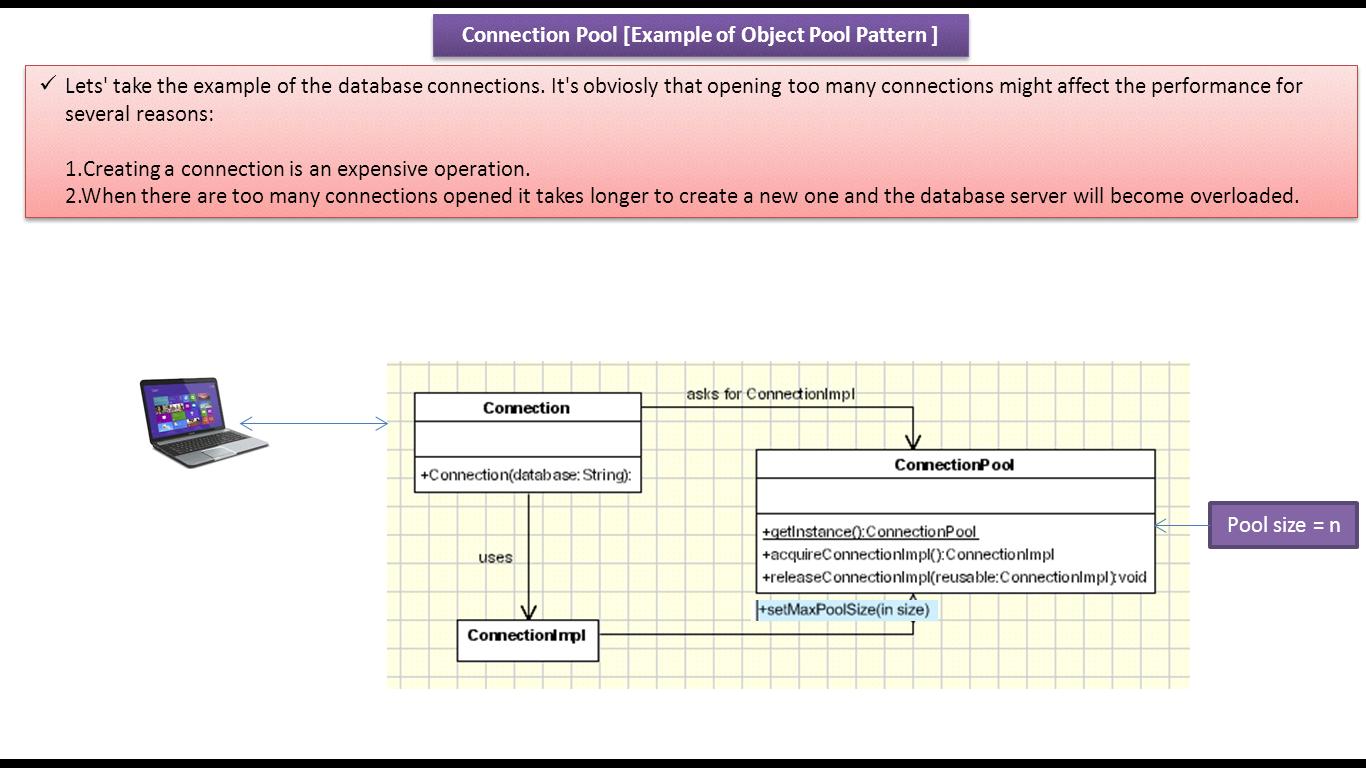 Connection Pool [Example of Object Pool Pattern ]
✓ Lets' take the example of the database connections. It's obviosly that opening too many connections might affect the performance for
several reasons:
1.Creating a connection is an expensive operation.
2.When there are too many connections opened it takes longer to create a new one and the database server will become overloaded.
asks for ConnectionImpl
Connection
+Connection(database: String):
ConnectionPool
+getInstance():ConnectionPool
+acquireConnectionImpl():ConnectionImpl
+releaseConnectionImpl(reusable:ConnectionImpl):void
+setMaxPoolSize(in size)
Pool size = n
uses
ConnectionImpl